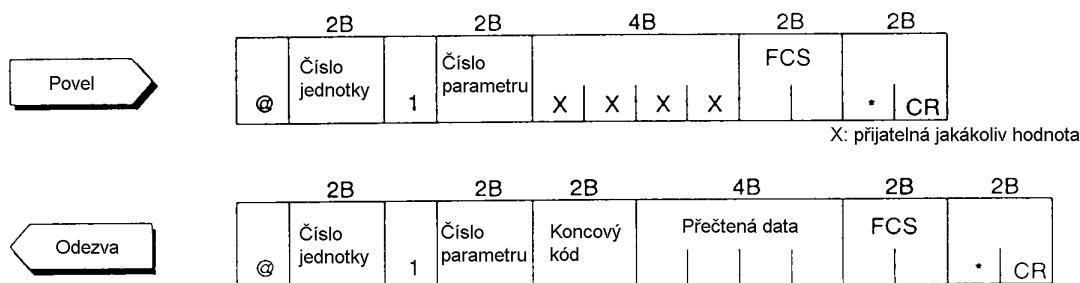 2B 2B 4B 2B 2B
Povel
@ Číslo jednotky 1 Číslo parametru X X X X FCS * CR
X: přijatelná jakákoliv hodnota
2B 2B 2B 4B 2B 2B
Odezva
@ Číslo jednotky 1 Číslo parametru Koncový kód Přečtená data FCS * CR